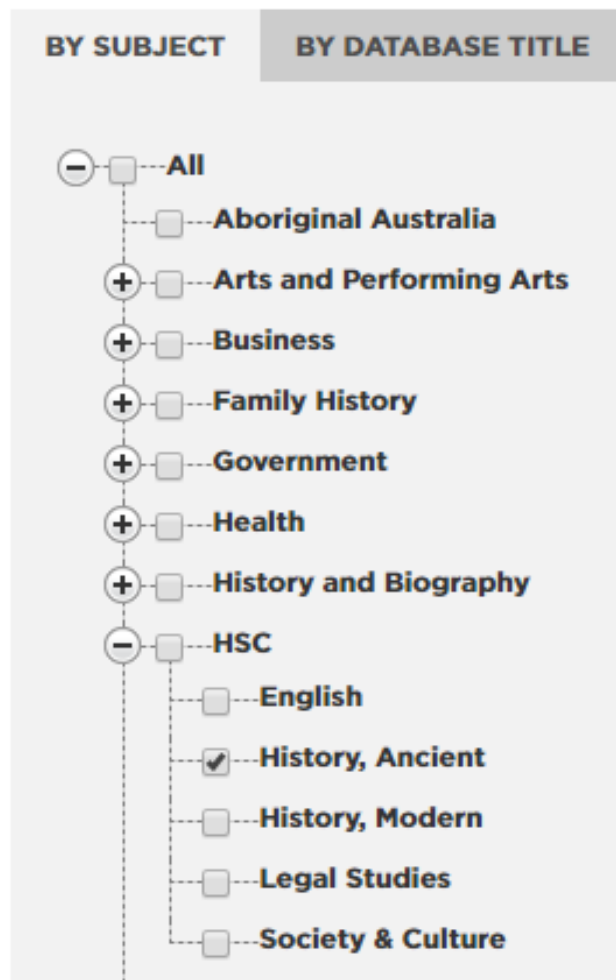 BY SUBJECT BY DATABASE TITLE
All
Aboriginal Australia
Arts and Performing Arts
Business
Family History
Government
Health
History and Biography
HSC
English
History, Ancient
History, Modern
Legal Studies
Society & Culture